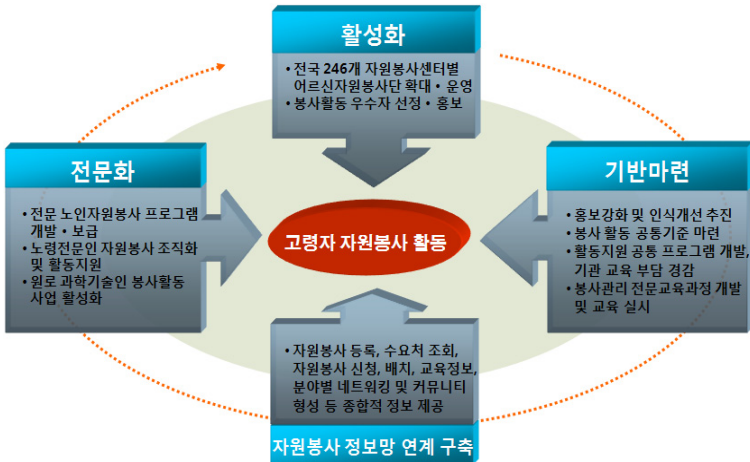 활성화
• 전국 246개 자원봉사센터별
어르신자원봉사단 확대 • 운영
• 봉사활동 우수자 선정 • 홍보
전문화
• 전문 노인자원봉사 프로그램
개발 • 보급
• 노령전문인 자원봉사 조직화
및 활동지원
• 원로 과학기술인 봉사활동
사업 활성화
고령자 자원봉사 활동
기반마련
• 홍보강화 및 인식개선 추진
• 봉사 활동 공통기준 마련
• 활동지원 공통 프로그램 개발,
기관 교육 부담 경감
• 봉사관리 전문교육과정 개발
및 교육 실시
• 자원봉사 등록, 수요처 조회,
자원봉사 신청, 배치, 교육정보,
분야별 네트워킹 및 커뮤니티
형성 등 종합적 정보 제공
자원봉사 정보망 연계 구축